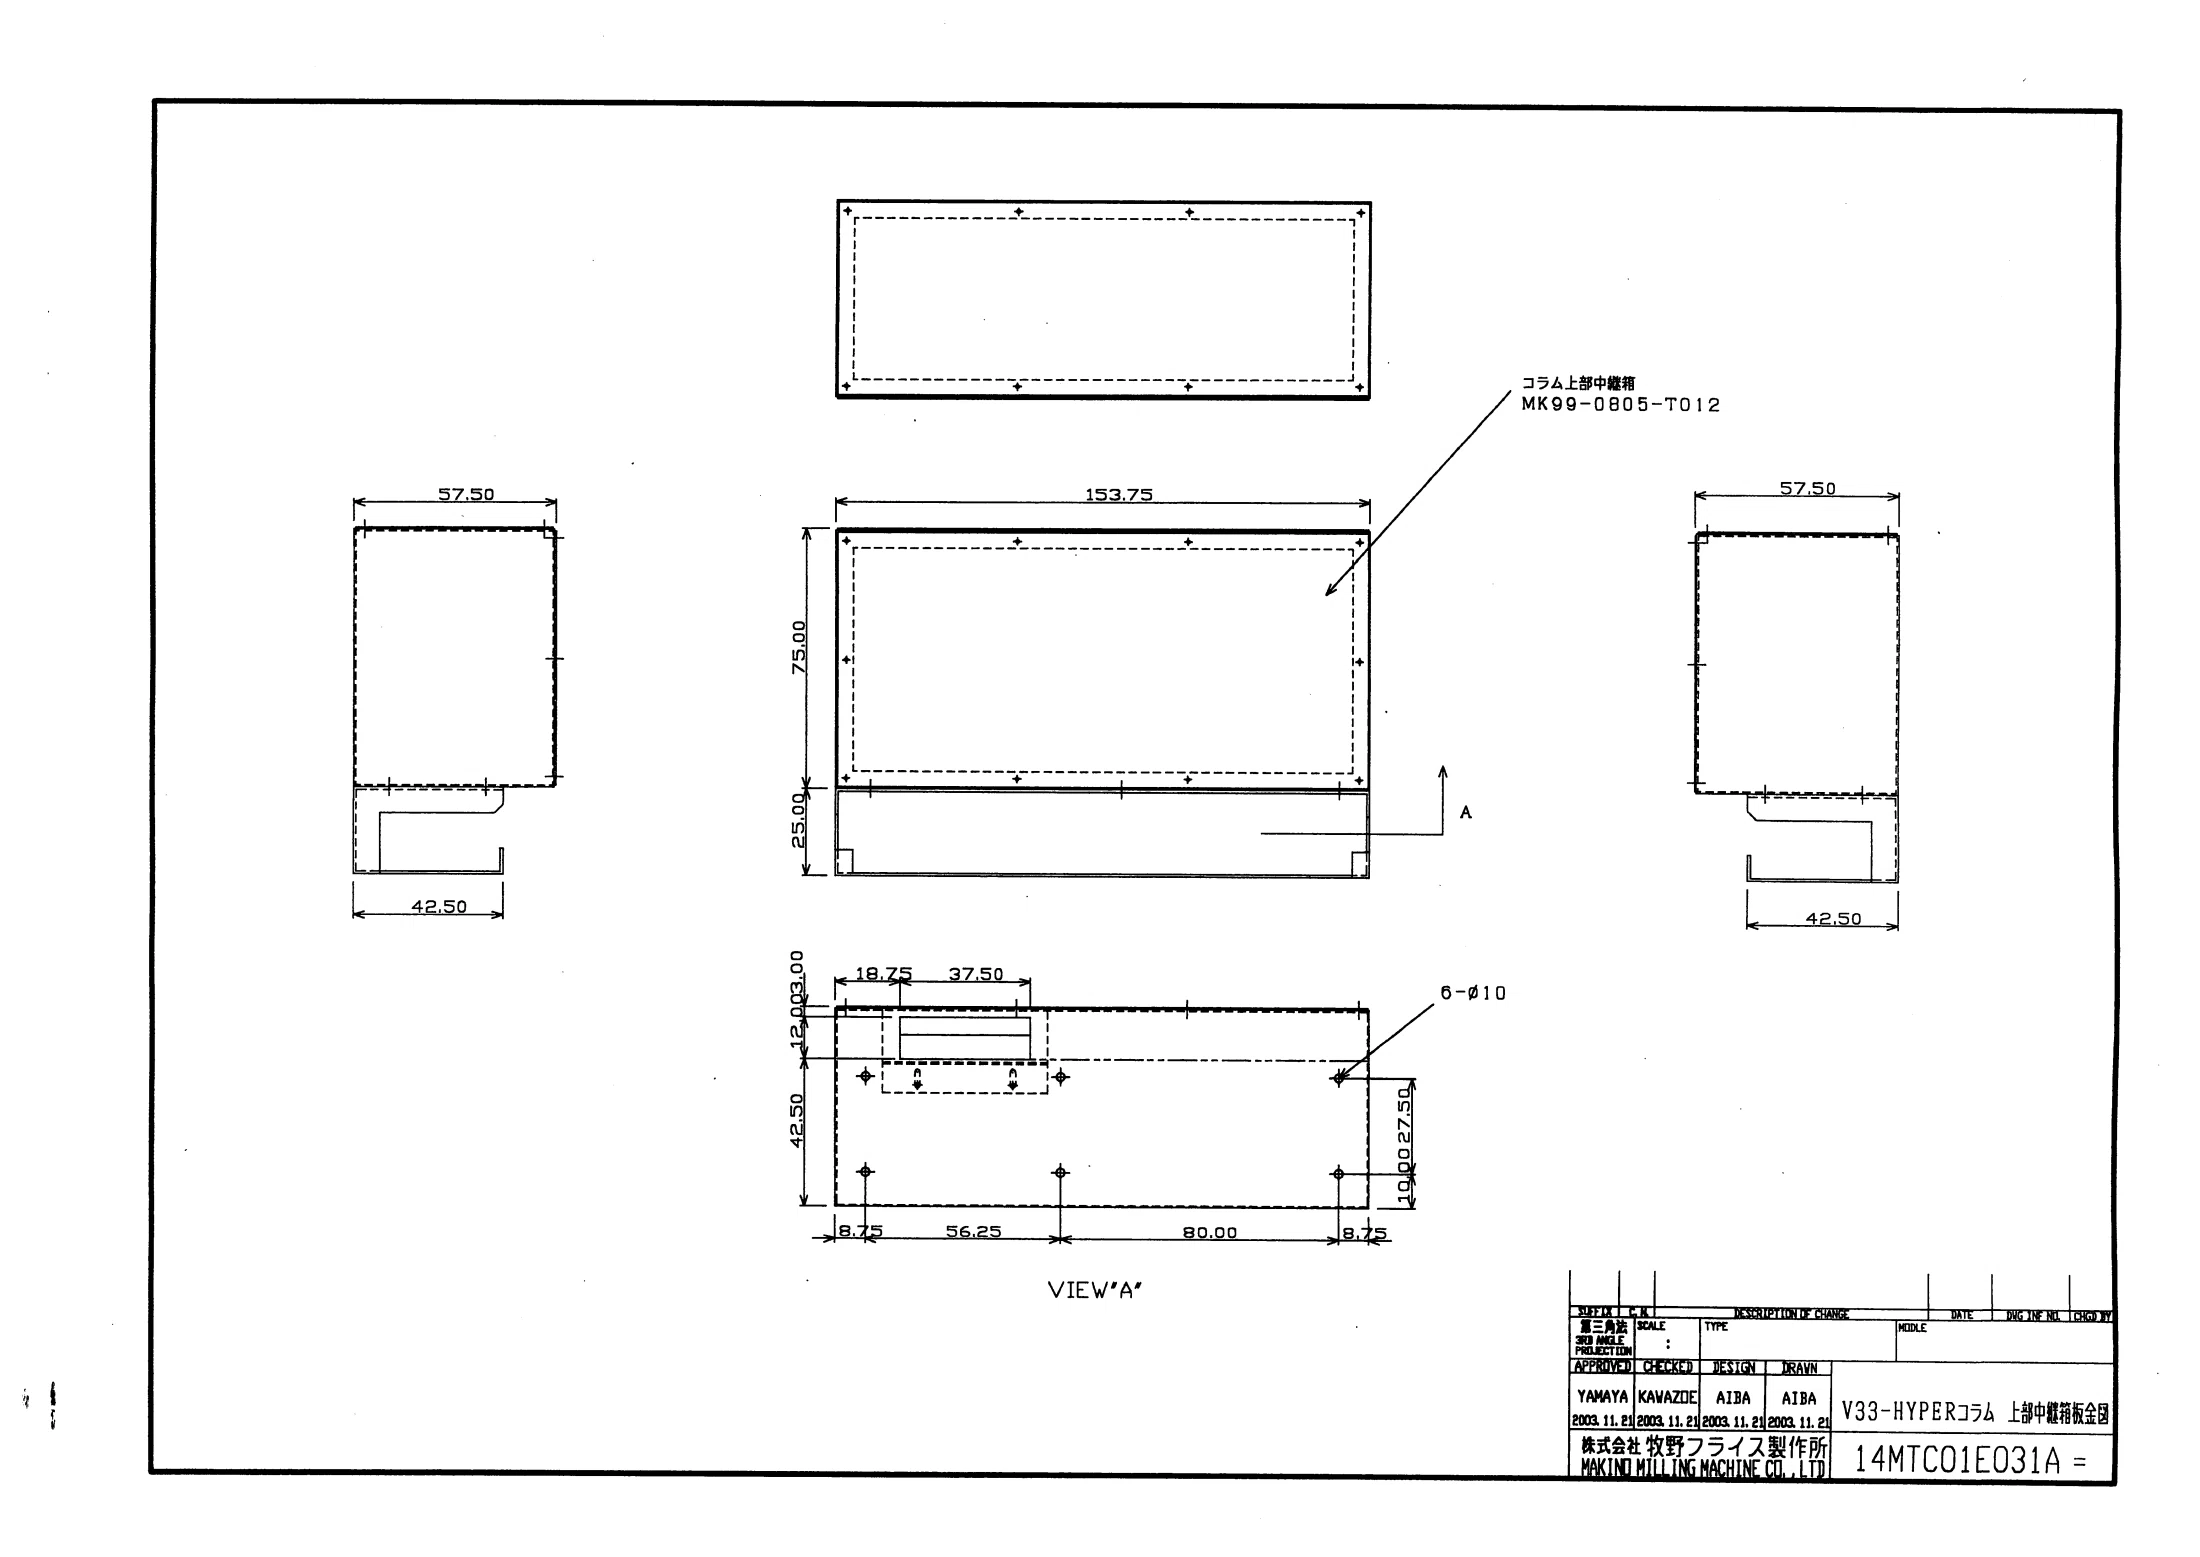 コラム上部中継箱
MK99-0805-T012
57.50
153.75
57.50
75.00
25.00
A
42.50
42.50
3.00
12.00
42.50
18.75
37.50
6-Ø10
27.50
10.00
8.75
56.25
80.00
8.75
VIEW"A"
SUFFIX C. N. DESCRIPTION OF CHANGE DATE DWG INF NO. CHGD BY
第三角法
3RD ANGLE
PROJECTION
SCALE
:
TYPE
MODLE
APPROVED CHECKED DESIGN DRAWN
YAMAYA KAWAZOE AIBA AIBA
2003.11.21 2003.11.21 2003.11.21 2003.11.21
V33-HYPERコラム 上部中継箱板金図
株式会社 牧野フライス製作所
MAKINO MILLING MACHINE CO.,LTD
14MTC01E031A =